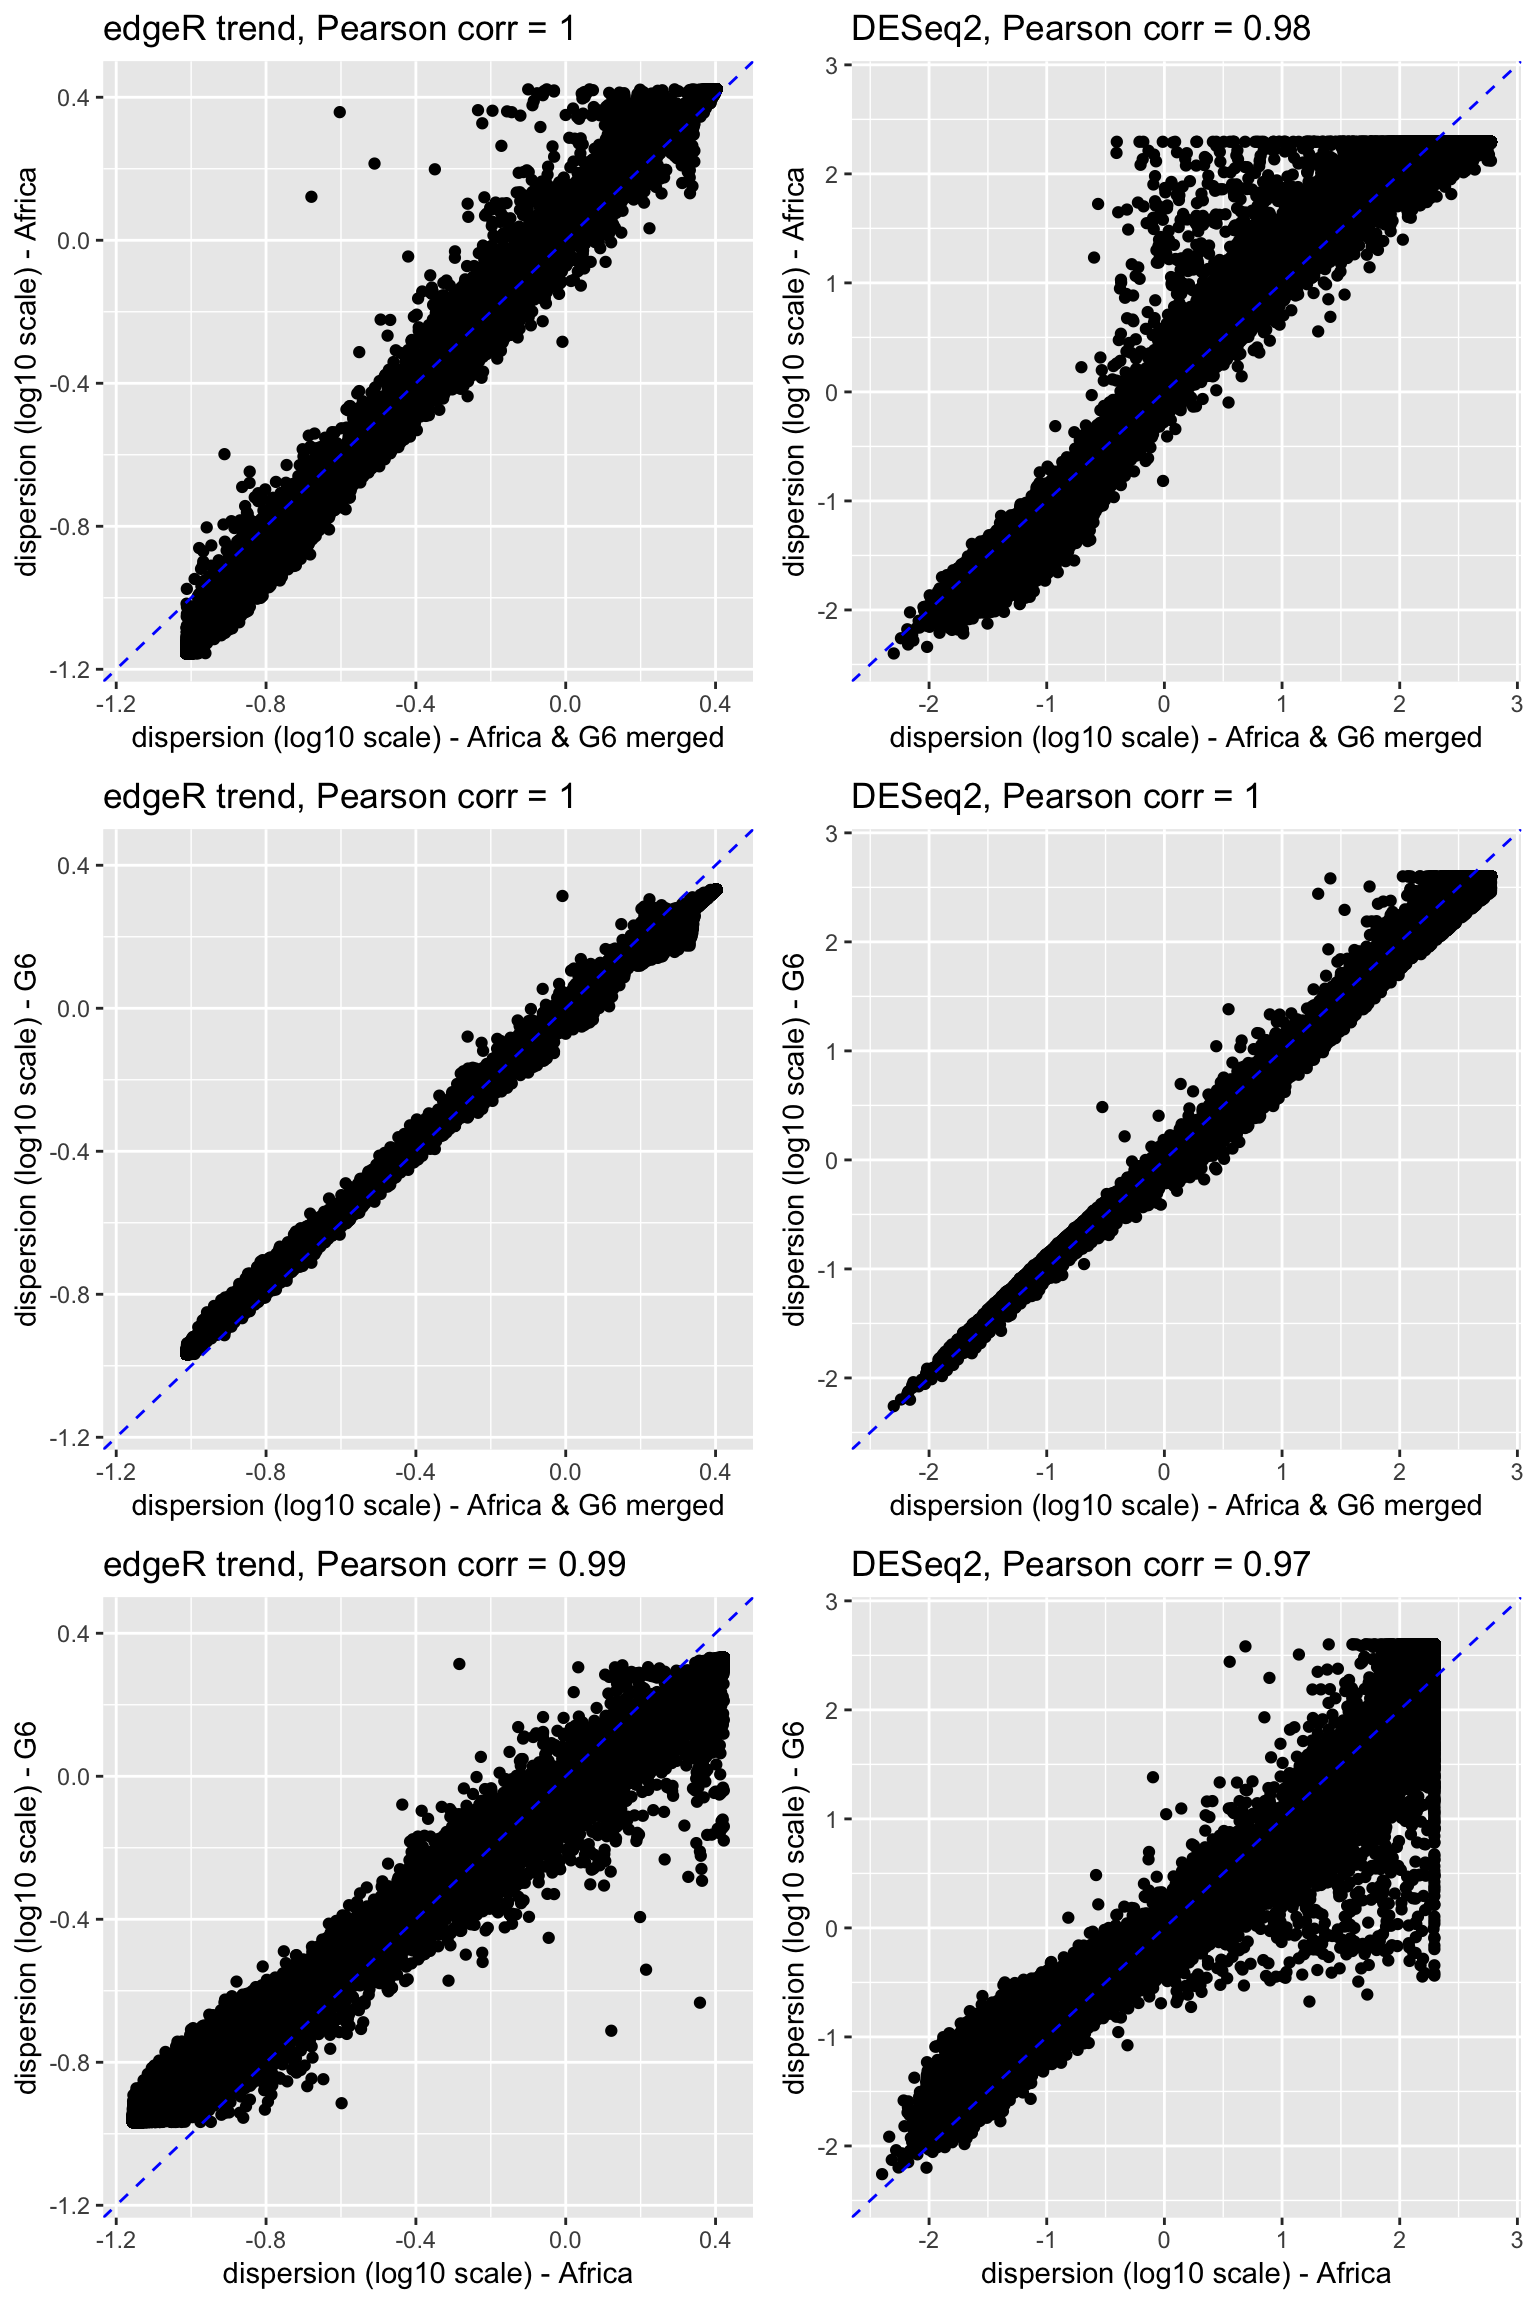 edgeR trend, Pearson corr = 1
dispersion (log10 scale) - Africa
0.4
0.0
-0.4
-0.8
-1.2
-1.2 -0.8 -0.4 0.0 0.4
dispersion (log10 scale) - Africa & G6 merged
DESeq2, Pearson corr = 0.98
dispersion (log10 scale) - Africa
3
2
1
0
-1
-2
-2 -1 0 1 2 3
dispersion (log10 scale) - Africa & G6 merged
edgeR trend, Pearson corr = 1
dispersion (log10 scale) - G6
0.4
0.0
-0.4
-0.8
-1.2
-1.2 -0.8 -0.4 0.0 0.4
dispersion (log10 scale) - Africa & G6 merged
DESeq2, Pearson corr = 1
dispersion (log10 scale) - G6
3
2
1
0
-1
-2
-2 -1 0 1 2 3
dispersion (log10 scale) - Africa & G6 merged
edgeR trend, Pearson corr = 0.99
dispersion (log10 scale) - G6
0.4
0.0
-0.4
-0.8
-1.2
-1.2 -0.8 -0.4 0.0 0.4
dispersion (log10 scale) - Africa
DESeq2, Pearson corr = 0.97
dispersion (log10 scale) - G6
3
2
1
0
-1
-2
-2 -1 0 1 2 3
dispersion (log10 scale) - Africa